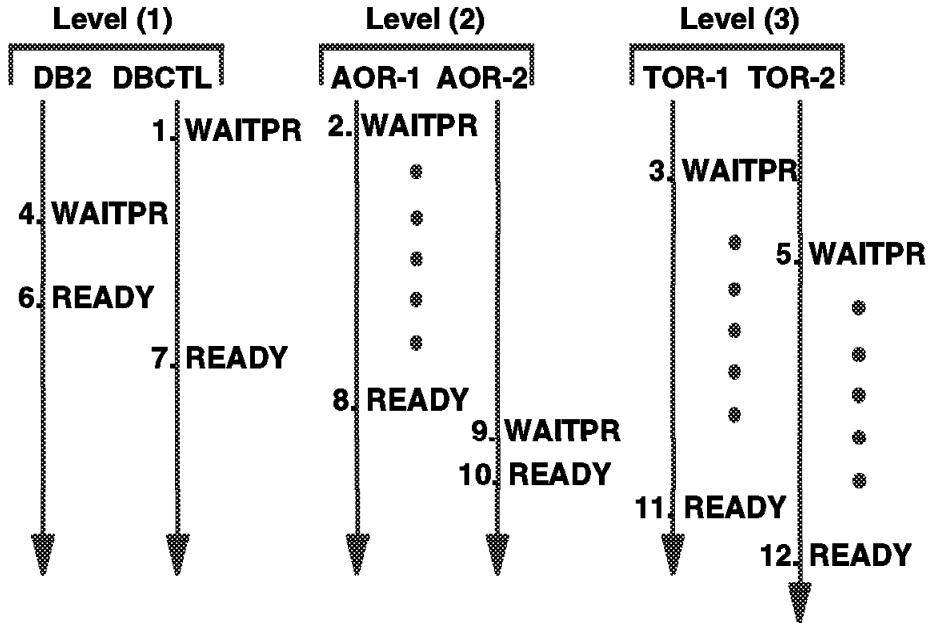 Level (1) Level (2) Level (3)
DB2 DBCTL AOR-1 AOR-2 TOR-1 TOR-2
1. WAITPR 2. WAITPR
3. WAITPR
4. WAITPR
5. WAITPR
6. READY
7. READY
8. READY
9. WAITPR
10. READY
11. READY
12. READY